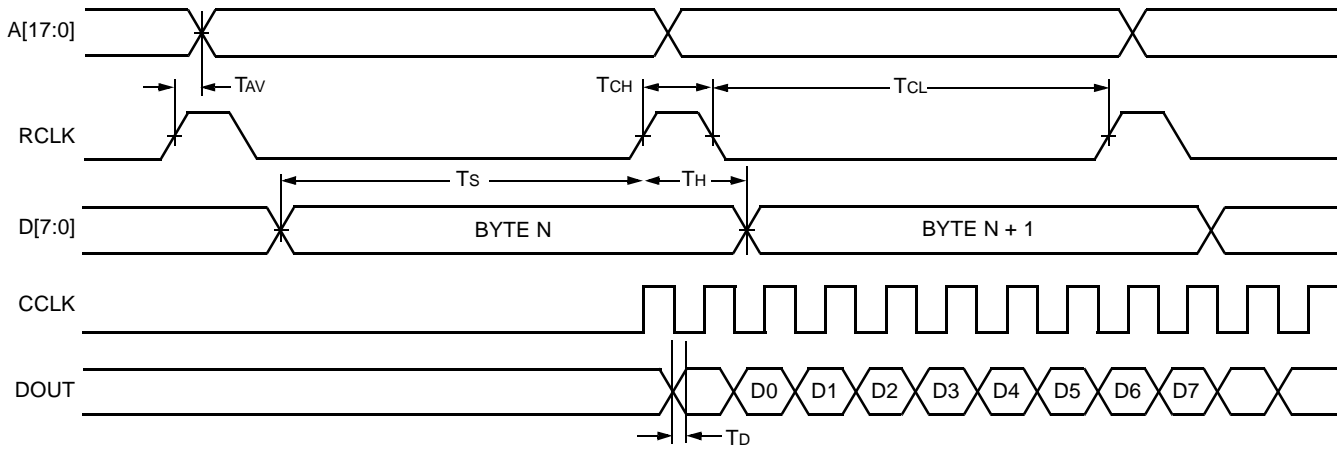 A[17:0]
TAV
TCH
TCL
RCLK
TS
TH
D[7:0]
BYTE N
BYTE N + 1
CCLK
DOUT
D0
D1
D2
D3
D4
D5
D6
D7
TD